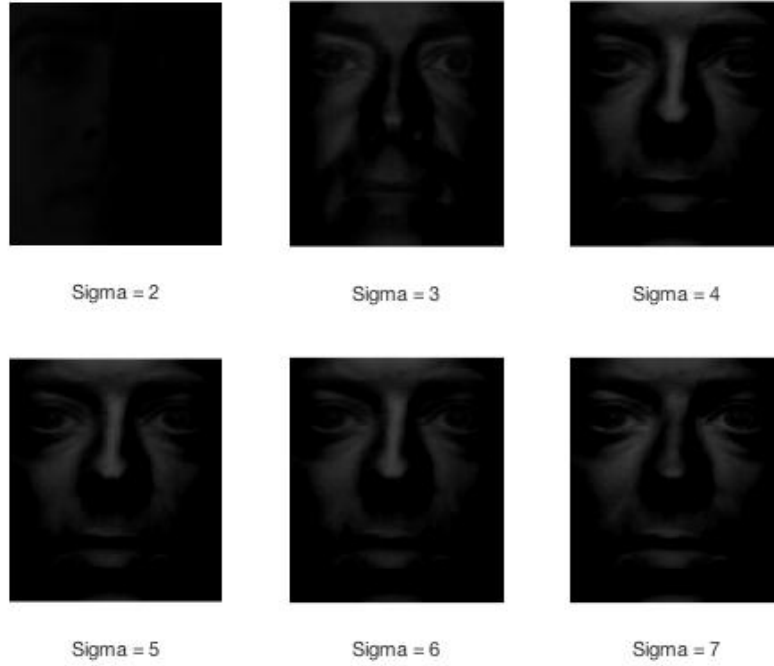 Sigma = 2
Sigma = 3
Sigma = 4
Sigma = 5
Sigma = 6
Sigma = 7